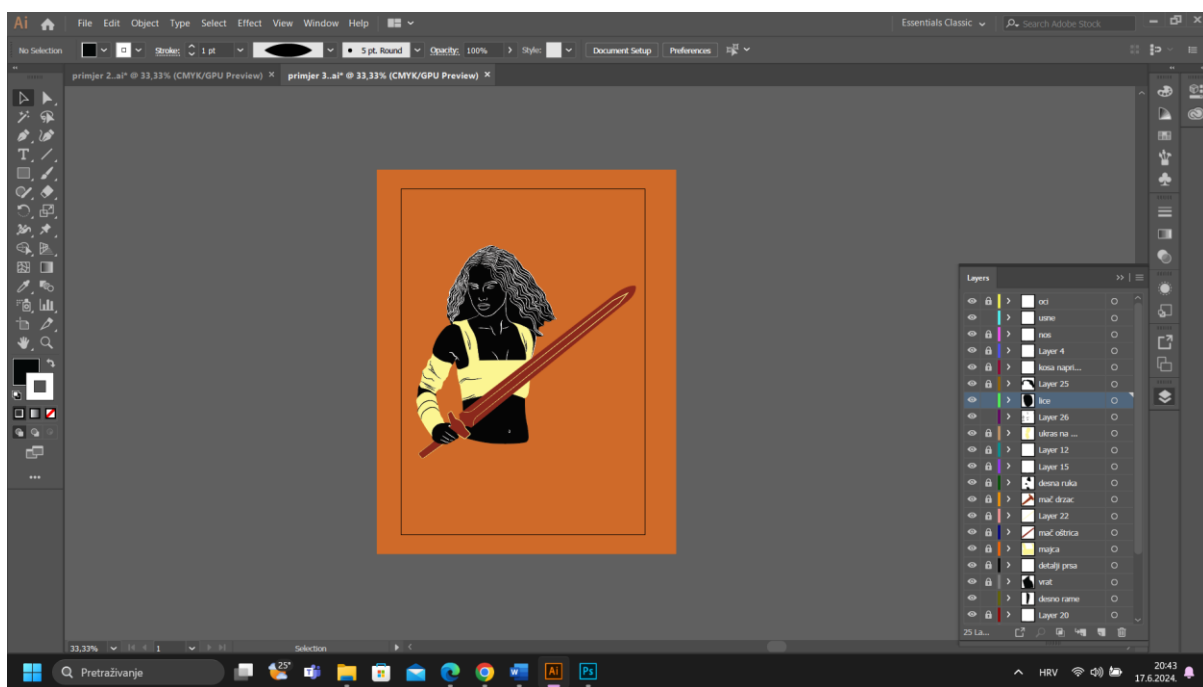 Ai File Edit Object Type Select Effect View Window Help Essentials Classic Search Adobe Stock
No Selection Stroke: 1 pt 5 pt. Round Opacity: 100% Style: Document Setup Preferences
primjer 2..ai* @ 33,33% (CMYK/GPU Preview) × primjer 3..ai* @ 33,33% (CMYK/GPU Preview) ×
Layers
oci
usne
nos
Layer 4
kosa napri...
Layer 25
lice
Layer 26
ukras na ...
Layer 12
Layer 15
desna ruka
mač drzac
Layer 22
mač oštrica
majca
detalji prsa
vrat
desno rame
Layer 20
25 La...
33,33% 1 Selection
Pretraživanje 25° Ai Ps HRV 20:43
17.6.2024.